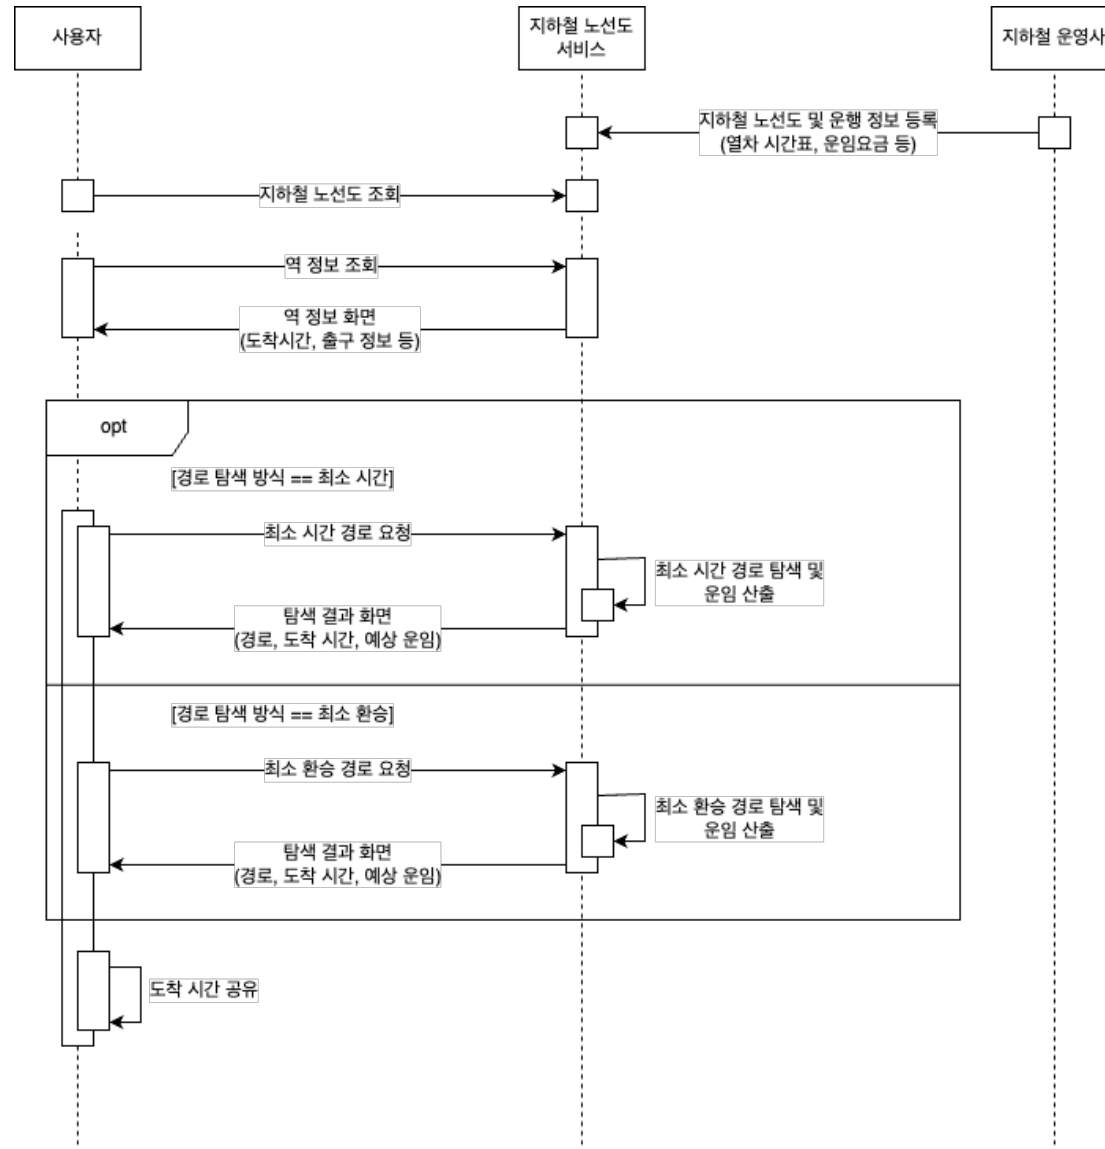 사용자
지하철 노선도
서비스
지하철 운영사
지하철 노선도 및 운행 정보 등록
(열차 시간표, 운임요금 등)
지하철 노선도 조회
역 정보 조회
역 정보 화면
(도착시간, 출구 정보 등)
opt
[경로 탐색 방식 == 최소 시간]
최소 시간 경로 요청
최소 시간 경로 탐색 및
운임 산출
탐색 결과 화면
(경로, 도착 시간, 예상 운임)
[경로 탐색 방식 == 최소 환승]
최소 환승 경로 요청
최소 환승 경로 탐색 및
운임 산출
탐색 결과 화면
(경로, 도착 시간, 예상 운임)
도착 시간 공유